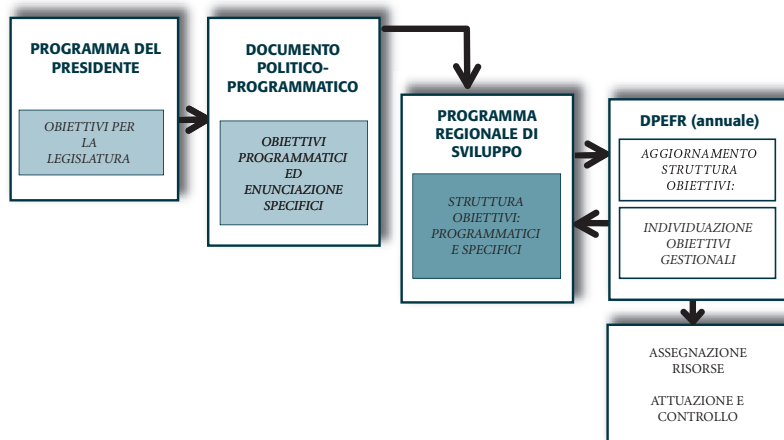 PROGRAMMA DEL
PRESIDENTE
OBIETTIVI PER
LA
LEGISLATURA
DOCUMENTO
POLITICO-
PROGRAMMATICO
OBIETTIVI
PROGRAMMATICI
ED
ENUNCIAZIONE
SPECIFICI
PROGRAMMA
REGIONALE DI
SVILUPPO
STRUTTURA
OBIETTIVI:
PROGRAMMATICI
E SPECIFICI
DPEFR (annuale)
AGGIORNAMENTO
STRUTTURA
OBIETTIVI:
INDIVIDUAZIONE
OBIETTIVI
GESTIONALI
ASSEGNAZIONE
RISORSE
ATTUAZIONE E
CONTROLLO